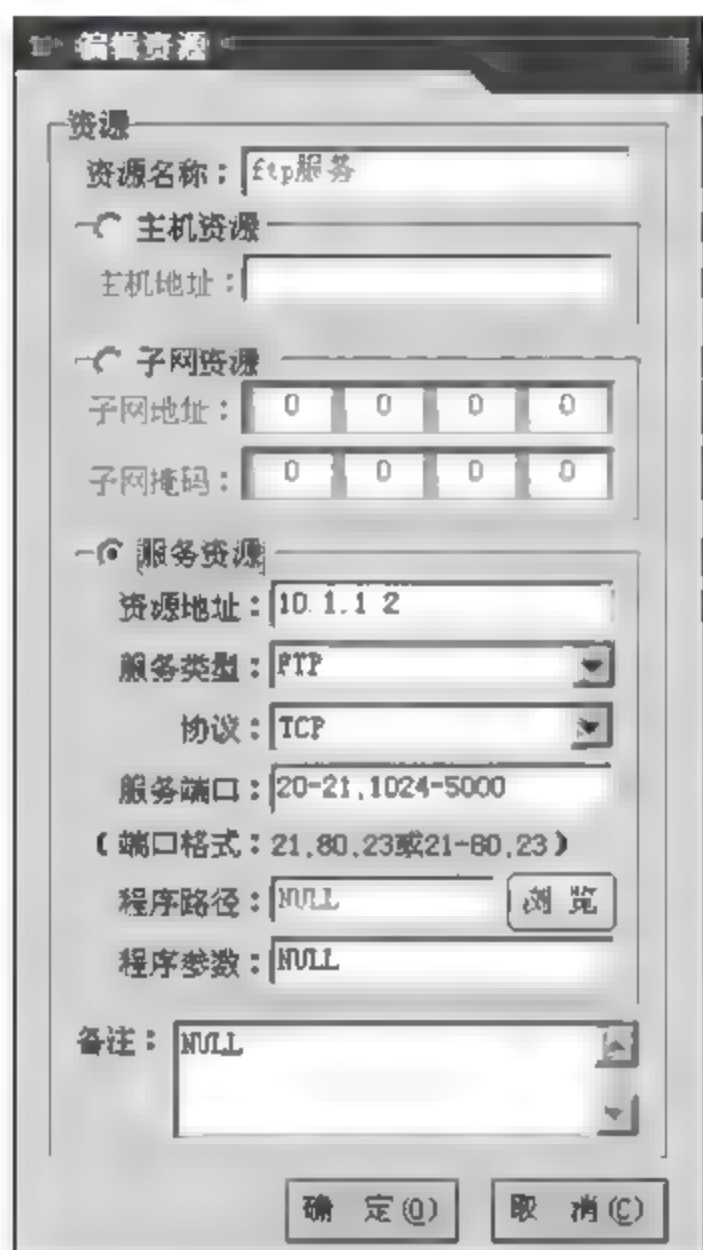 编辑资源
资源
资源名称：ftp服务
主机资源
主机地址：
子网资源
子网地址：0 0 0 0
子网掩码：0 0 0 0
服务资源
资源地址：10.1.1.2
服务类型：FTP
协议：TCP
服务端口：20-21,1024-5000
(端口格式：21,80,23或21-80,23)
程序路径：NULL 浏览
程序参数：NULL
备注：NULL
确 定(O) 取 消(C)